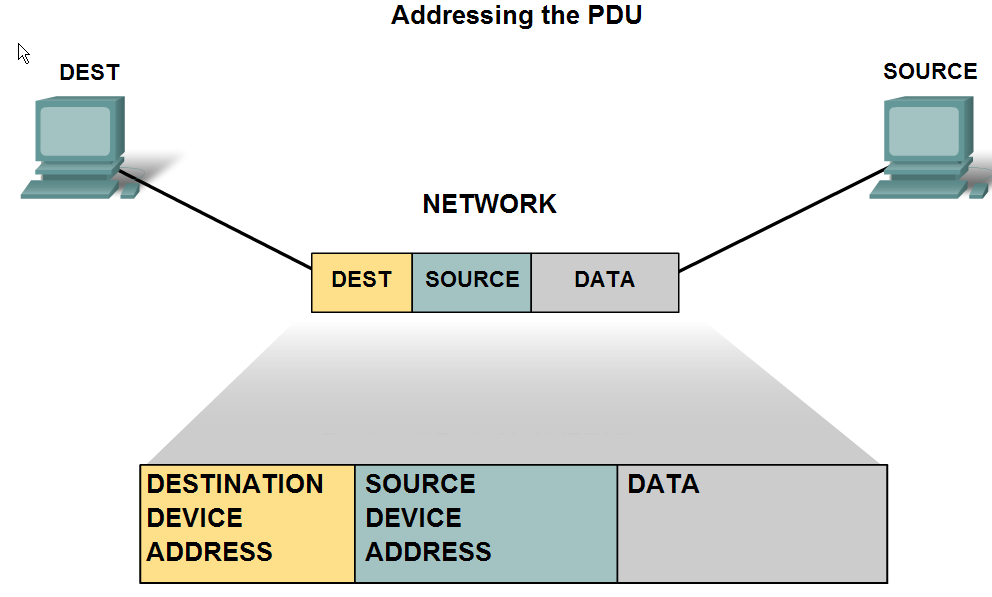 Addressing the PDU
DEST
SOURCE
NETWORK
DEST
SOURCE
DATA
DESTINATION
DEVICE
ADDRESS
SOURCE
DEVICE
ADDRESS
DATA